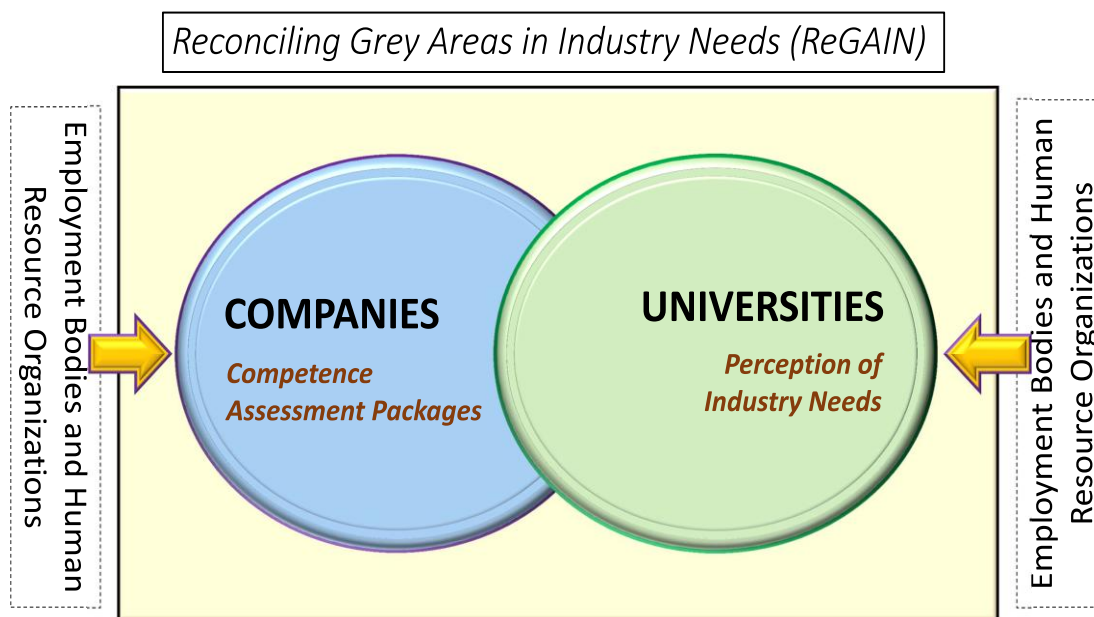 Reconciling Grey Areas in Industry Needs (ReGAIN)
Employment Bodies and Human
Resource Organizations
COMPANIES
Competence
Assessment Packages
UNIVERSITIES
Perception of
Industry Needs
Employment Bodies and Human
Resource Organizations